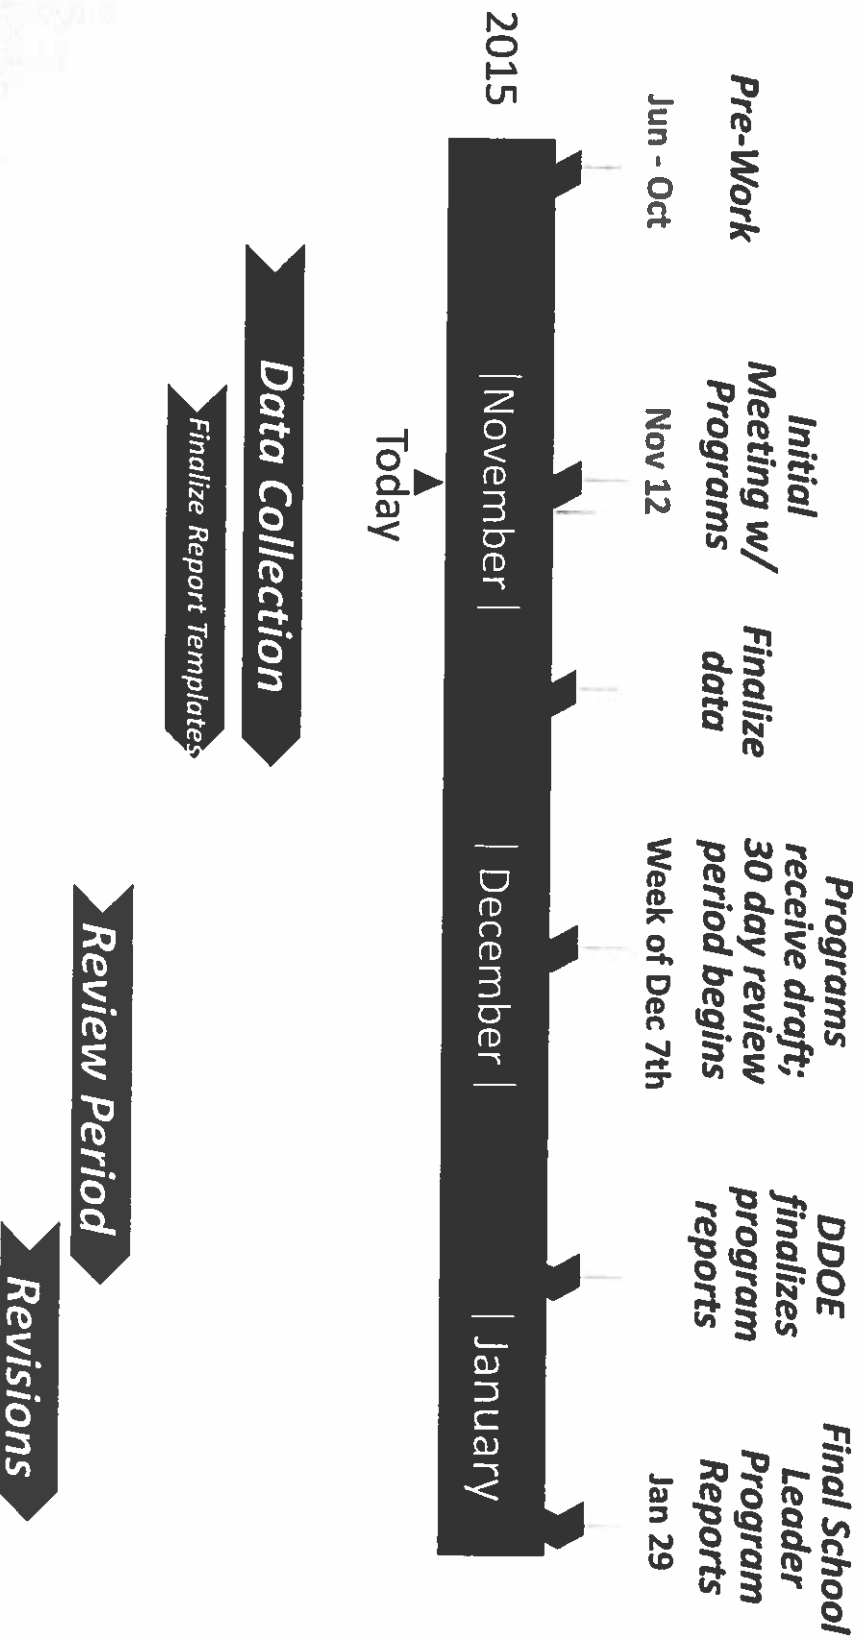 Pre-Work
Jun - Oct
Initial
Meeting w/
Programs
Nov 12
Finalize
data
Programs
receive draft;
30 day review
period begins
Week of Dec 7th
DDOE
finalizes
program
reports
Final School
Leader
Program
Reports
Jan 29
2015
| November |
| December |
| January
Today
Data Collection
Finalize Report Templates
Review Period
Revisions